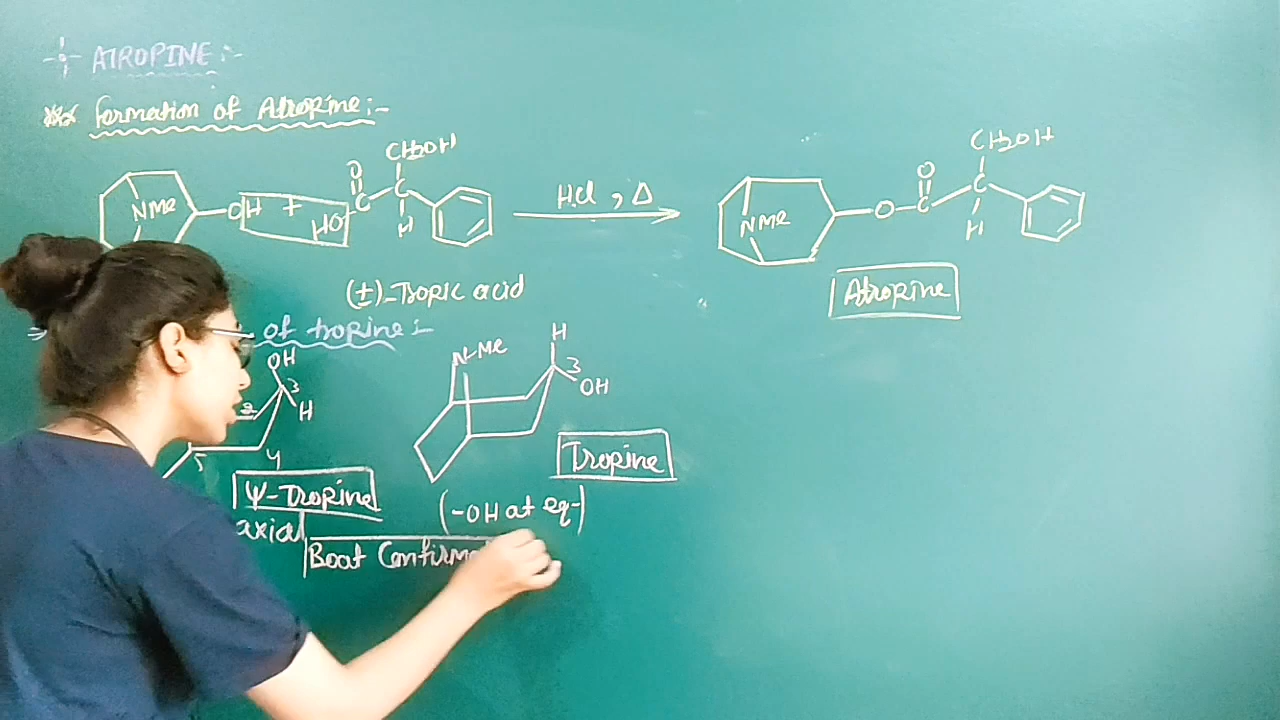 ATROPINE :-
*** Formation of Atropine :-
NMe
OH + HO
O
C
CH2OH
C
H
HCl , Δ
NMe
O
O
C
CH2OH
C
H
Atropine
(±)-Tropic acid
of tropine :-
OH
3
H
2
4
5
Ψ-Tropine
axial
N-Me
H
3
OH
Tropine
(-OH at eq-)
Boat